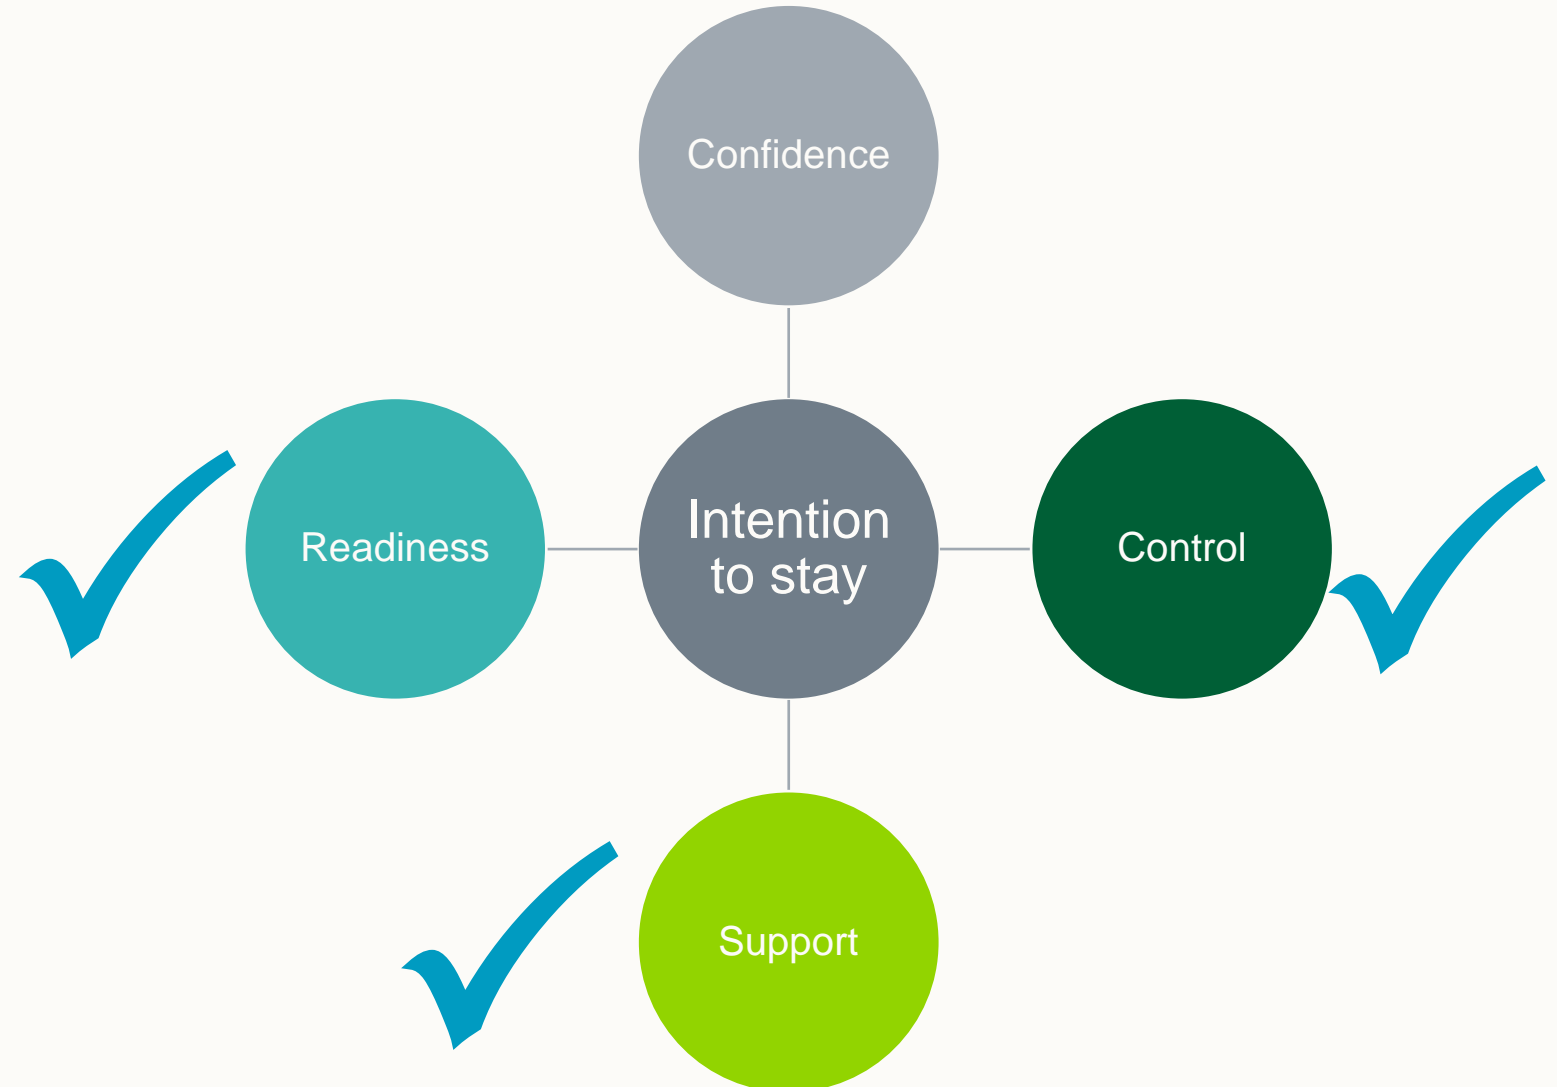 Confidence
Readiness
Intention
to stay
Control
Support